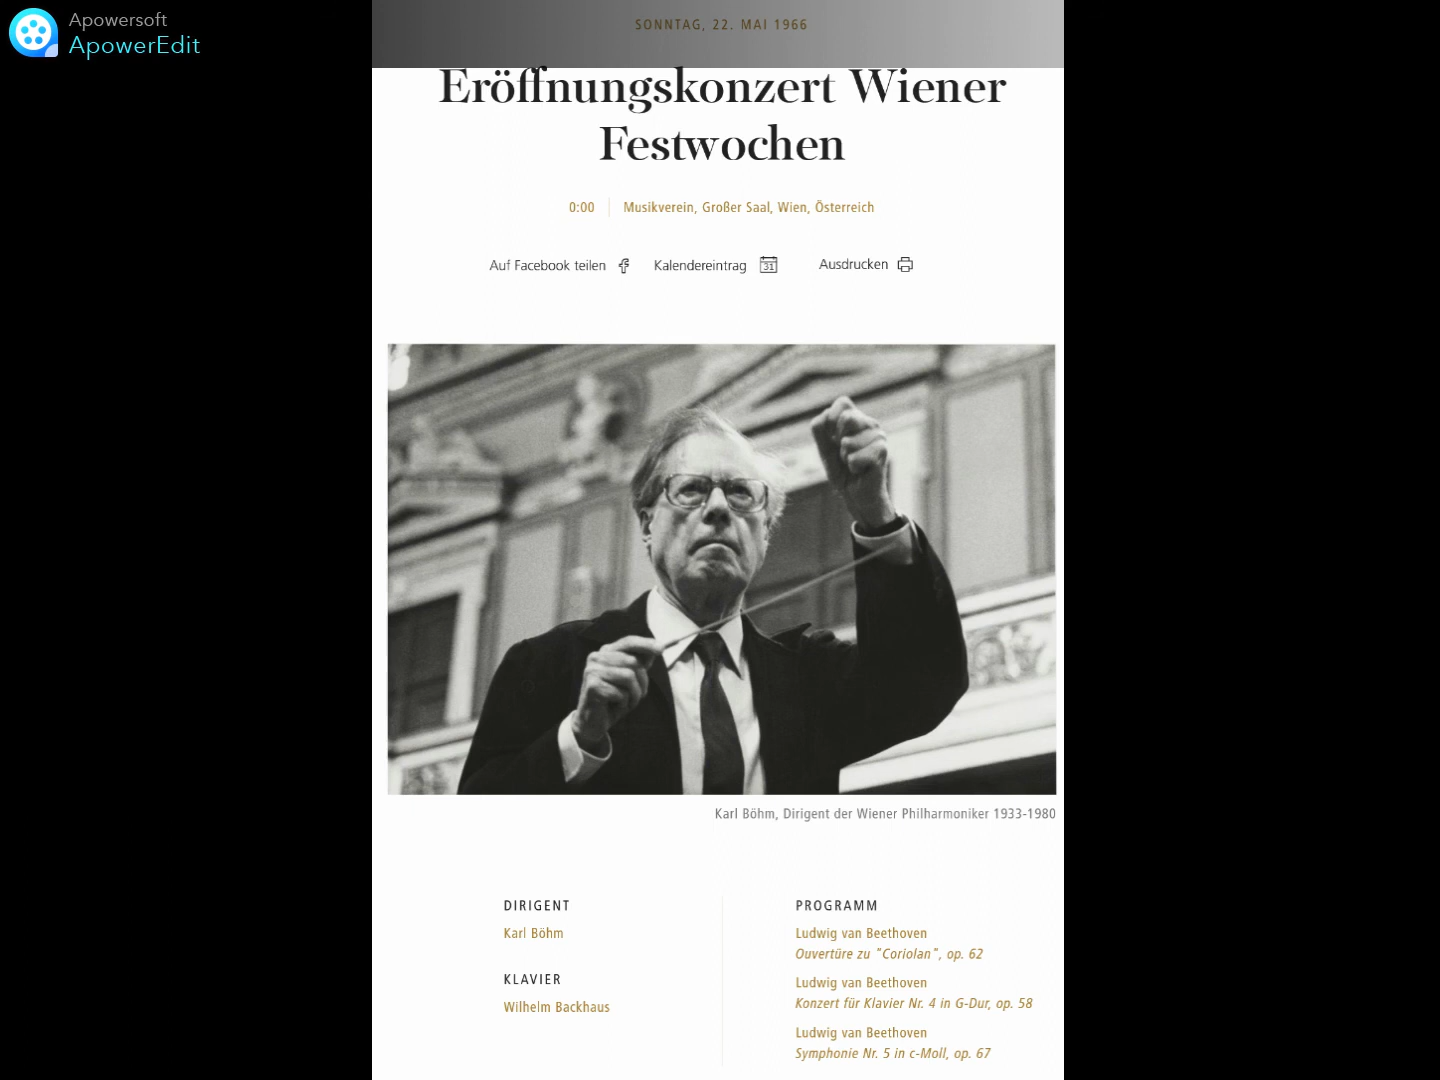 Apowersoft
ApowerEdit
SONNTAG, 22. MAI 1966
Eröffnungskonzert Wiener
Festwochen
0:00 Musikverein, Großer Saal, Wien, Österreich
Auf Facebook teilen Kalendereintrag 31 Ausdrucken
Karl Böhm, Dirigent der Wiener Philharmoniker 1933-1980
DIRIGENT
Karl Böhm
KLAVIER
Wilhelm Backhaus
PROGRAMM
Ludwig van Beethoven
Ouvertüre zu "Coriolan", op. 62
Ludwig van Beethoven
Konzert für Klavier Nr. 4 in G-Dur, op. 58
Ludwig van Beethoven
Symphonie Nr. 5 in c-Moll, op. 67